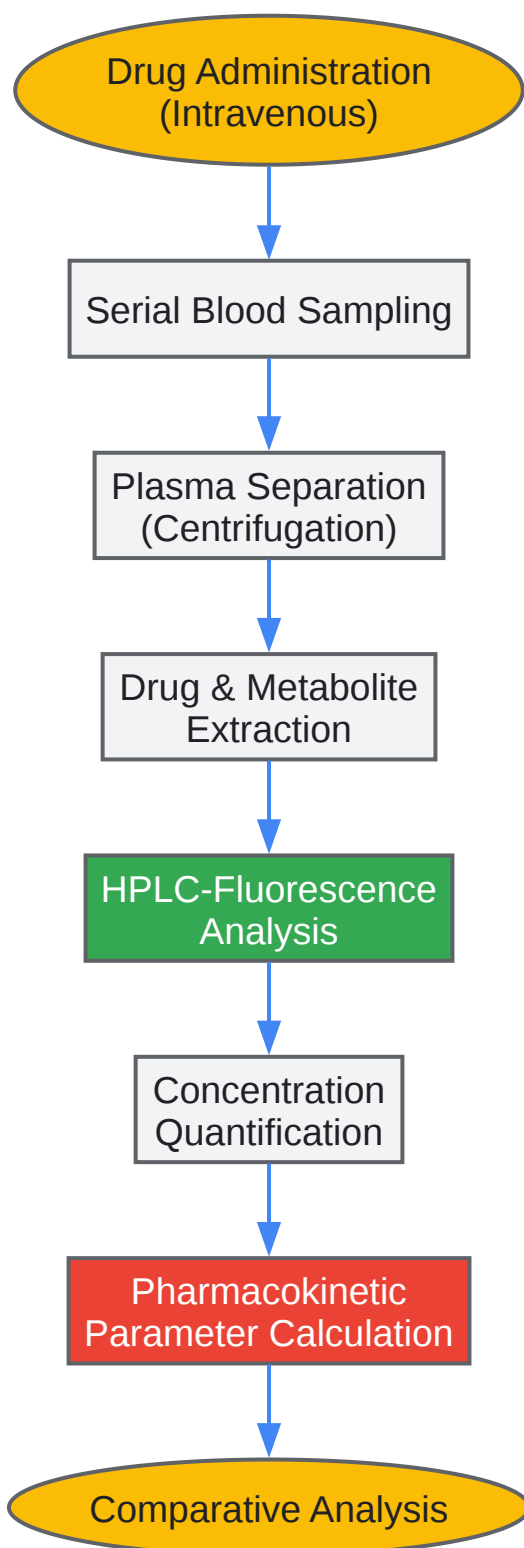 Drug Administration
(Intravenous)
Serial Blood Sampling
Plasma Separation
(Centrifugation)
Drug & Metabolite
Extraction
HPLC-Fluorescence
Analysis
Concentration
Quantification
Pharmacokinetic
Parameter Calculation
Comparative Analysis